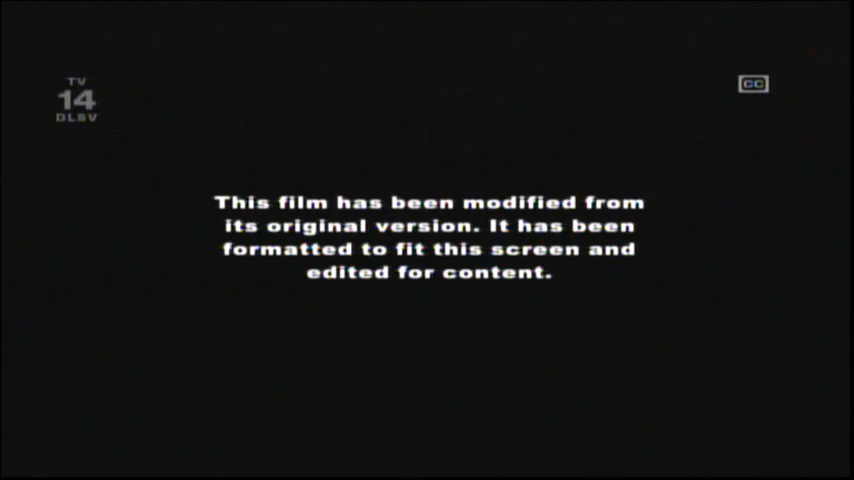 TV
14
DLSV
CC
This film has been modified from
its original version. It has been
formatted to fit this screen and
edited for content.